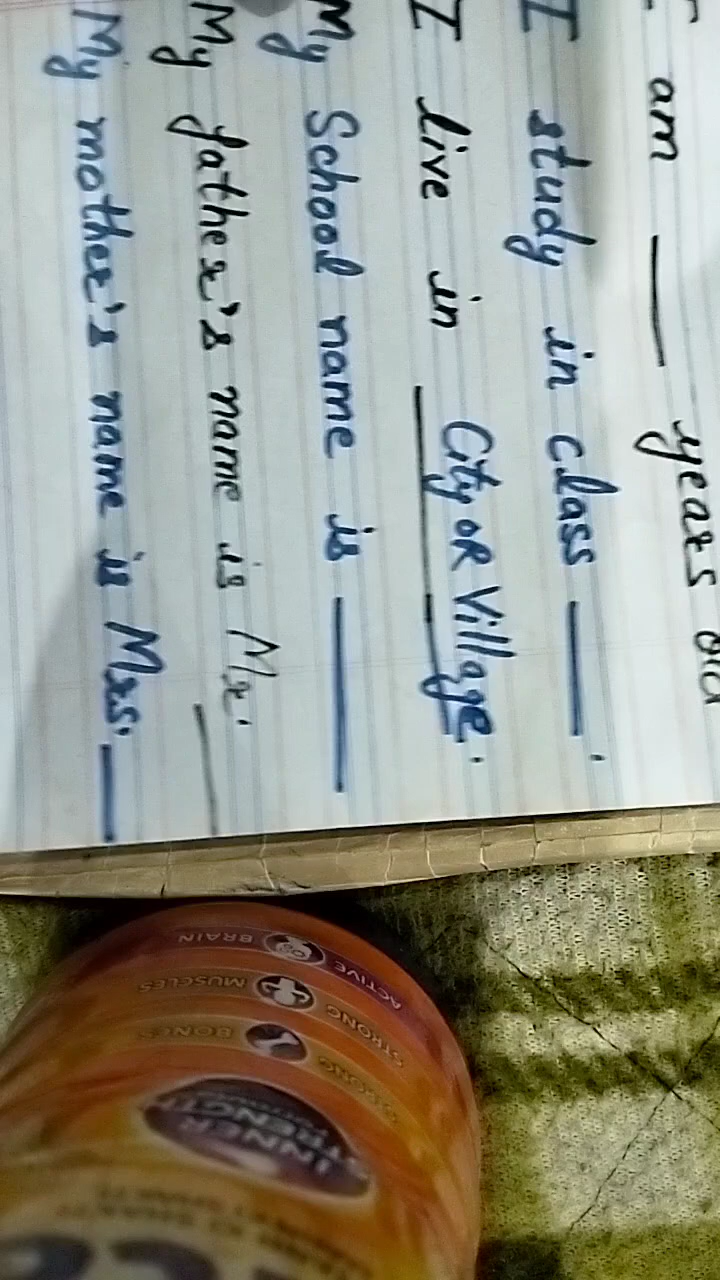 I am ___ years old
I study in class ___.
I live in ___ City OR Village.
My School name is ___
My father's name is Mr. ___
My mother's name is Mrs. ___
ACTIVE BRAIN
STRONG MUSCLES
STRONG BONES
INNER STRENGTH